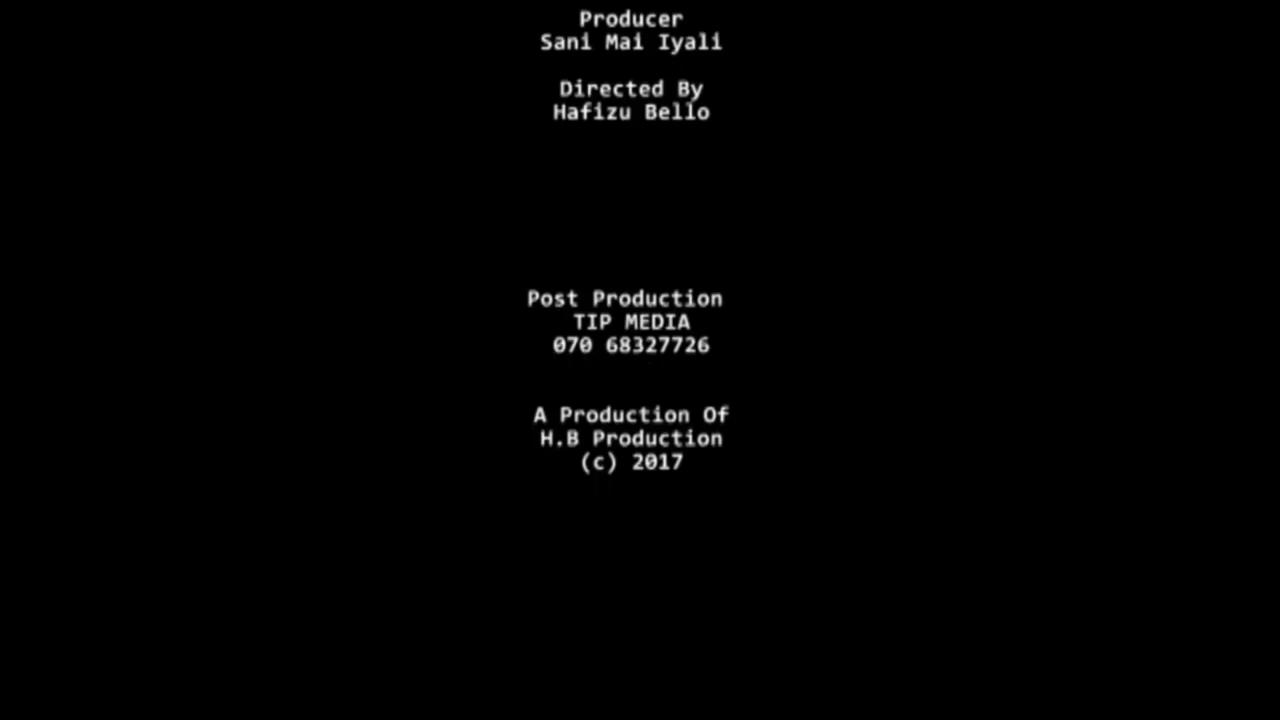 Producer
Sani Mai Iyali
Directed By
Hafizu Bello
Post Production
TIP MEDIA
070 68327726
A Production Of
H.B Production
(c) 2017